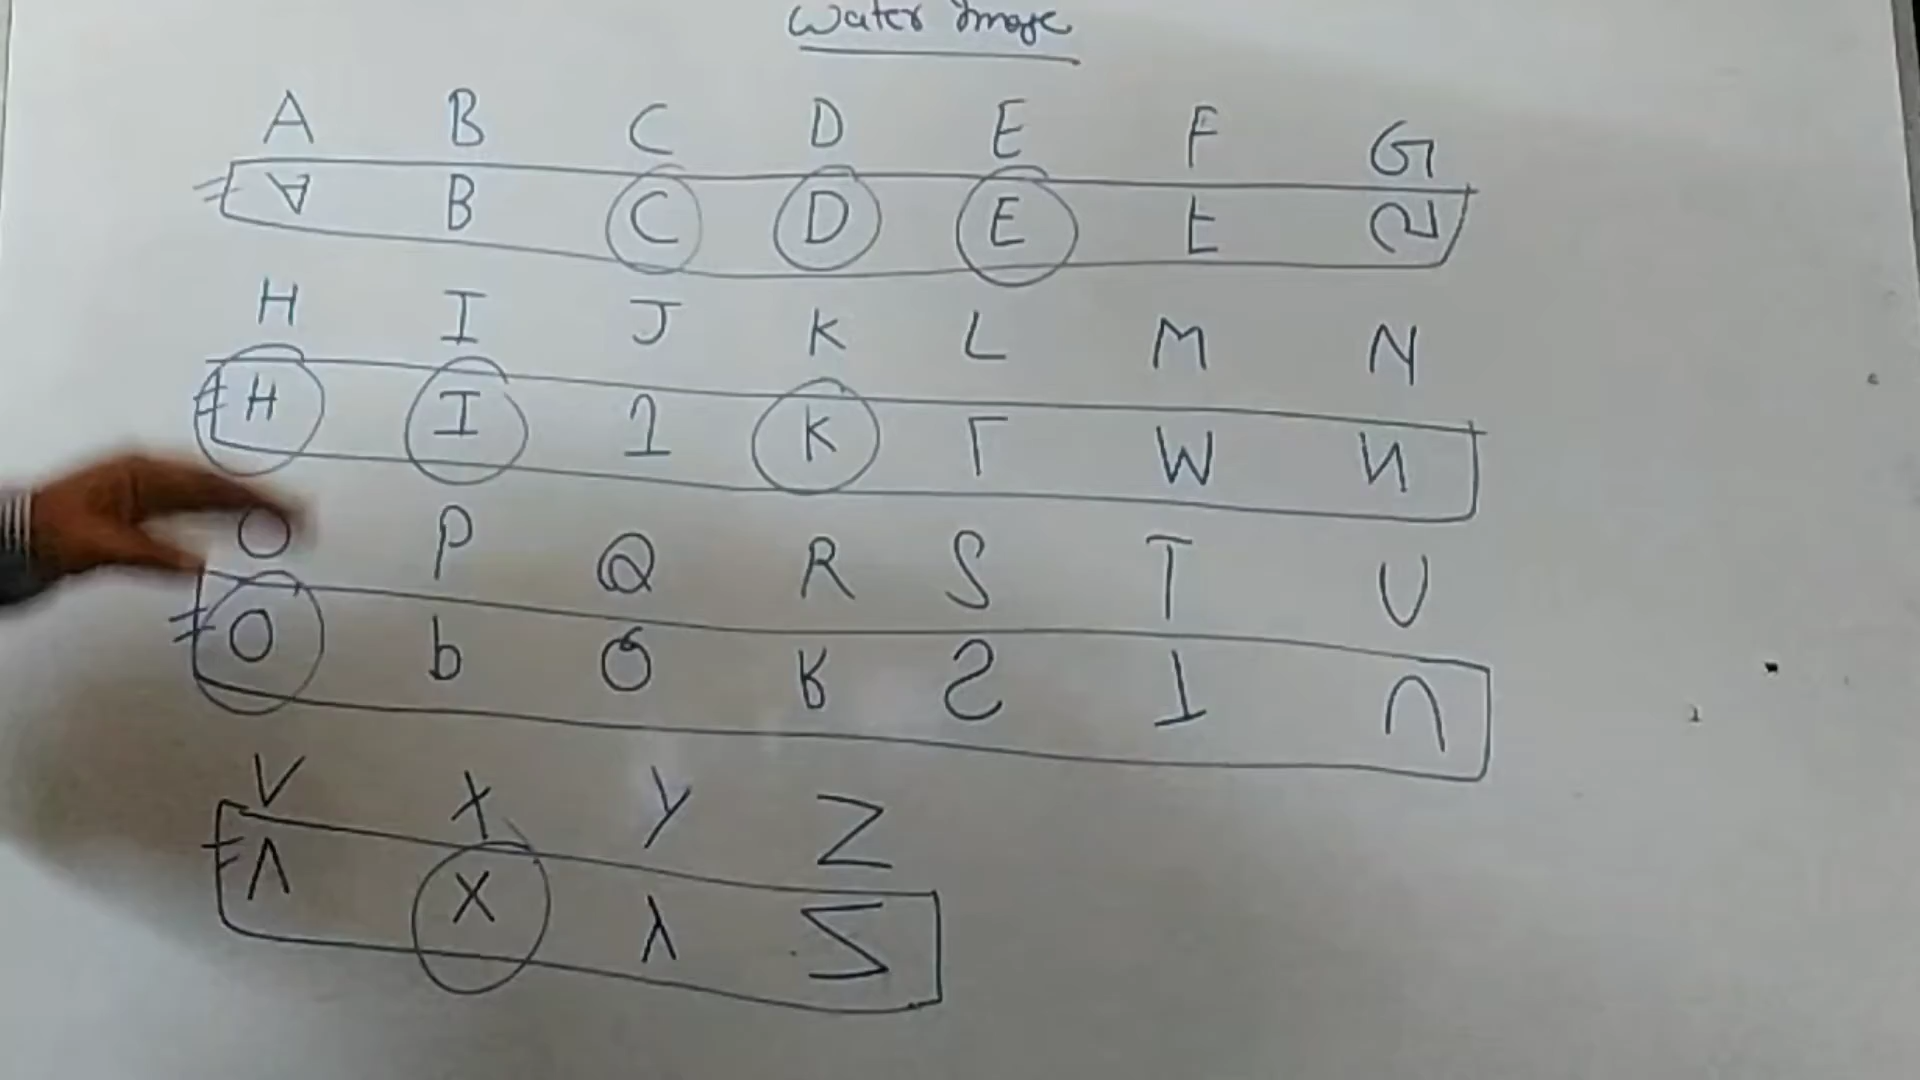 Water Image
A B C D E F G
∀ B C D E Ⅎ G
H I J K L M N
H I J K Γ W И
O P Q R S T U
O b Q R S ⊥ ∩
V X Y Z
Λ X ⅄ Z